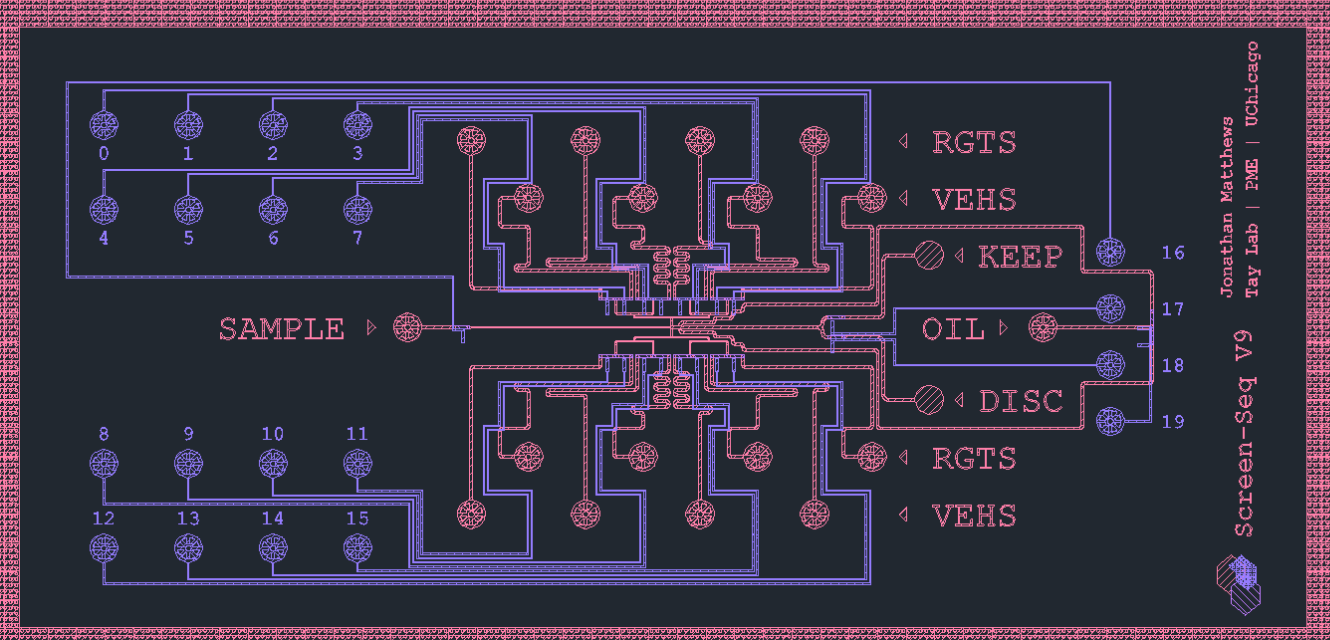 0 1 2 3
4 5 6 7
RGTS
VEHS
KEEP
16
17
SAMPLE
OIL
18
DISC
19
8 9 10 11
12 13 14 15
RGTS
VEHS
Jonathan Matthews
Tay Lab | PME | UChicago
Screen-Seq V9